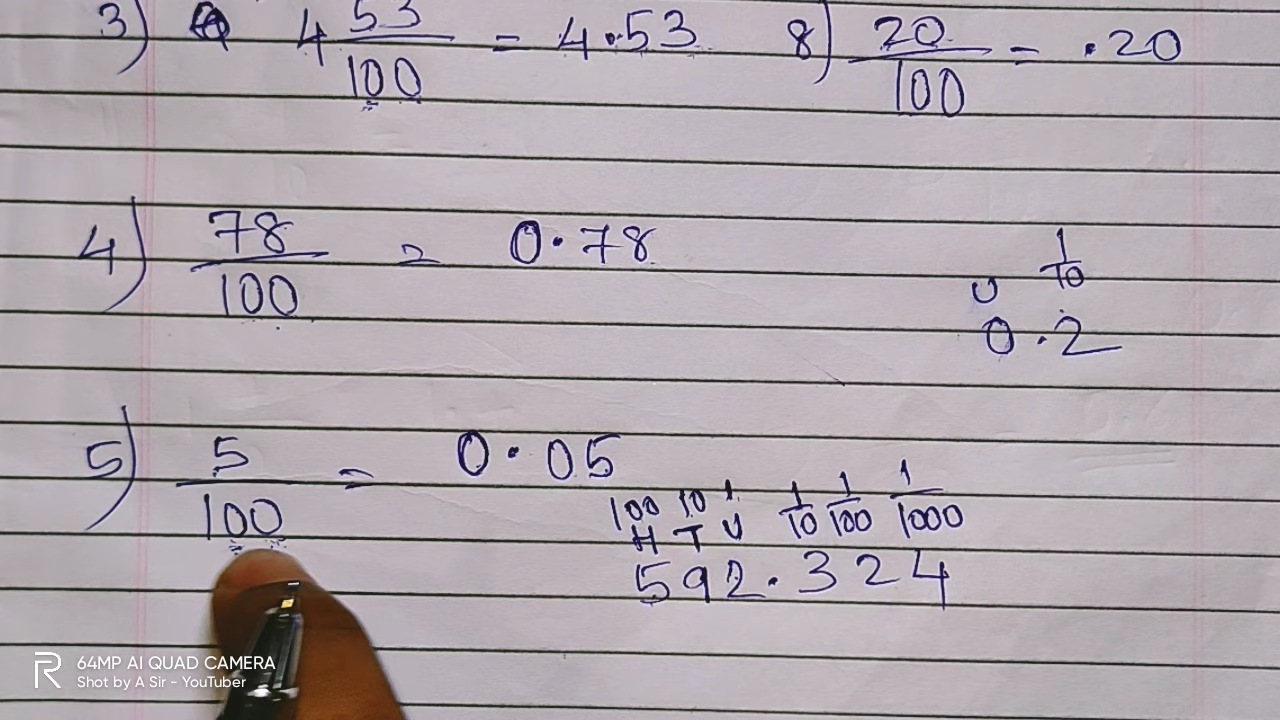 3) 4 53/100 = 4.53
8) 20/100 = .20
4) 78/100 = 0.78
U 1/10
0.2
5) 5/100 = 0.05
100 10 1 1/10 1/100 1/1000
H T U
592.324
64MP AI QUAD CAMERA
Shot by A Sir - YouTuber